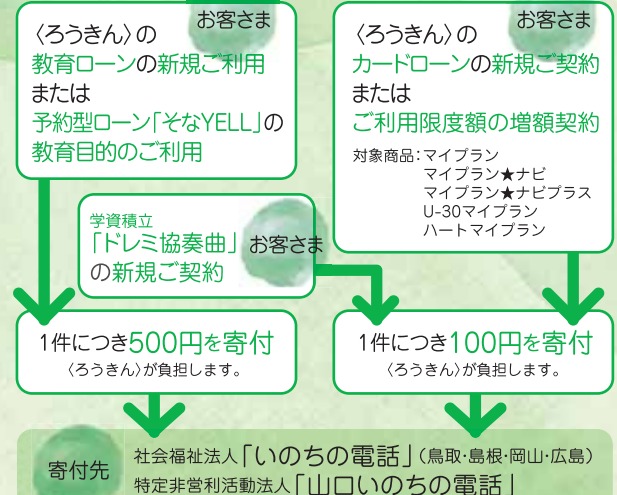 お客さま
〈ろうきん〉の
教育ローンの新規ご利用
または
予約型ローン「そなYELL」の
教育目的のご利用
お客さま
〈ろうきん〉の
カードローンの新規ご契約
または
ご利用限度額の増額契約
対象商品：マイプラン
マイプラン★ナビ
マイプラン★ナビプラス
U-30マイプラン
ハートマイプラン
学資積立
「ドレミ協奏曲」
の新規ご契約
お客さま
1件につき500円を寄付
〈ろうきん〉が負担します。
1件につき100円を寄付
〈ろうきん〉が負担します。
寄付先
社会福祉法人「いのちの電話」（鳥取・島根・岡山・広島）
特定非営利活動法人「山口いのちの電話」